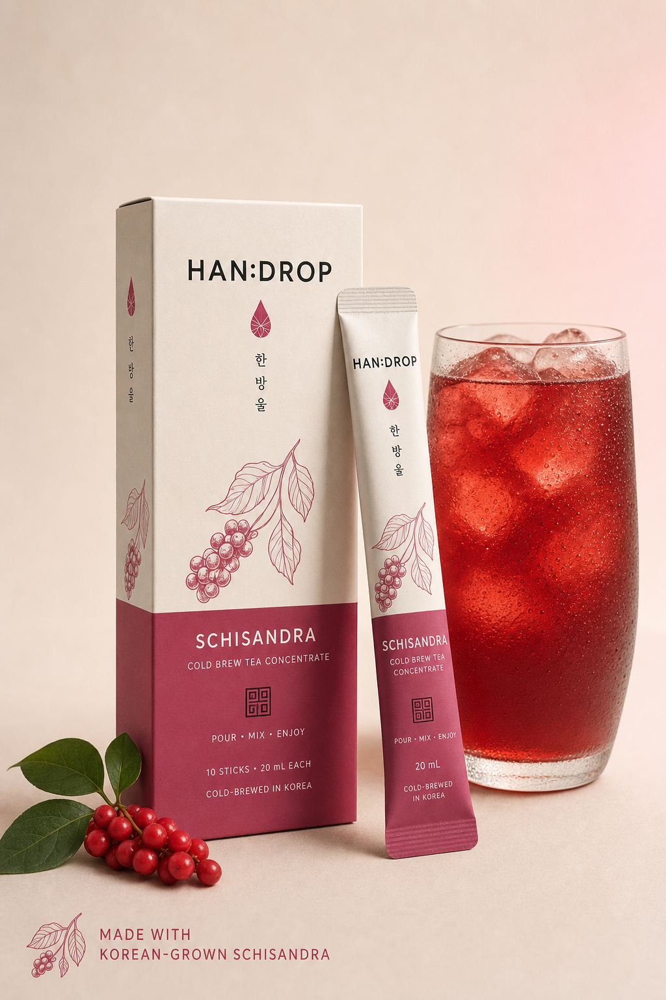 HAN:DROP
한
방
울
한
방
울
SCHISANDRA
COLD BREW TEA CONCENTRATE
POUR • MIX • ENJOY
10 STICKS • 20 mL EACH
COLD-BREWED IN KOREA
HAN:DROP
한
방
울
SCHISANDRA
COLD BREW TEA
CONCENTRATE
POUR • MIX • ENJOY
20 mL
COLD-BREWED
IN KOREA
MADE WITH
KOREAN-GROWN SCHISANDRA